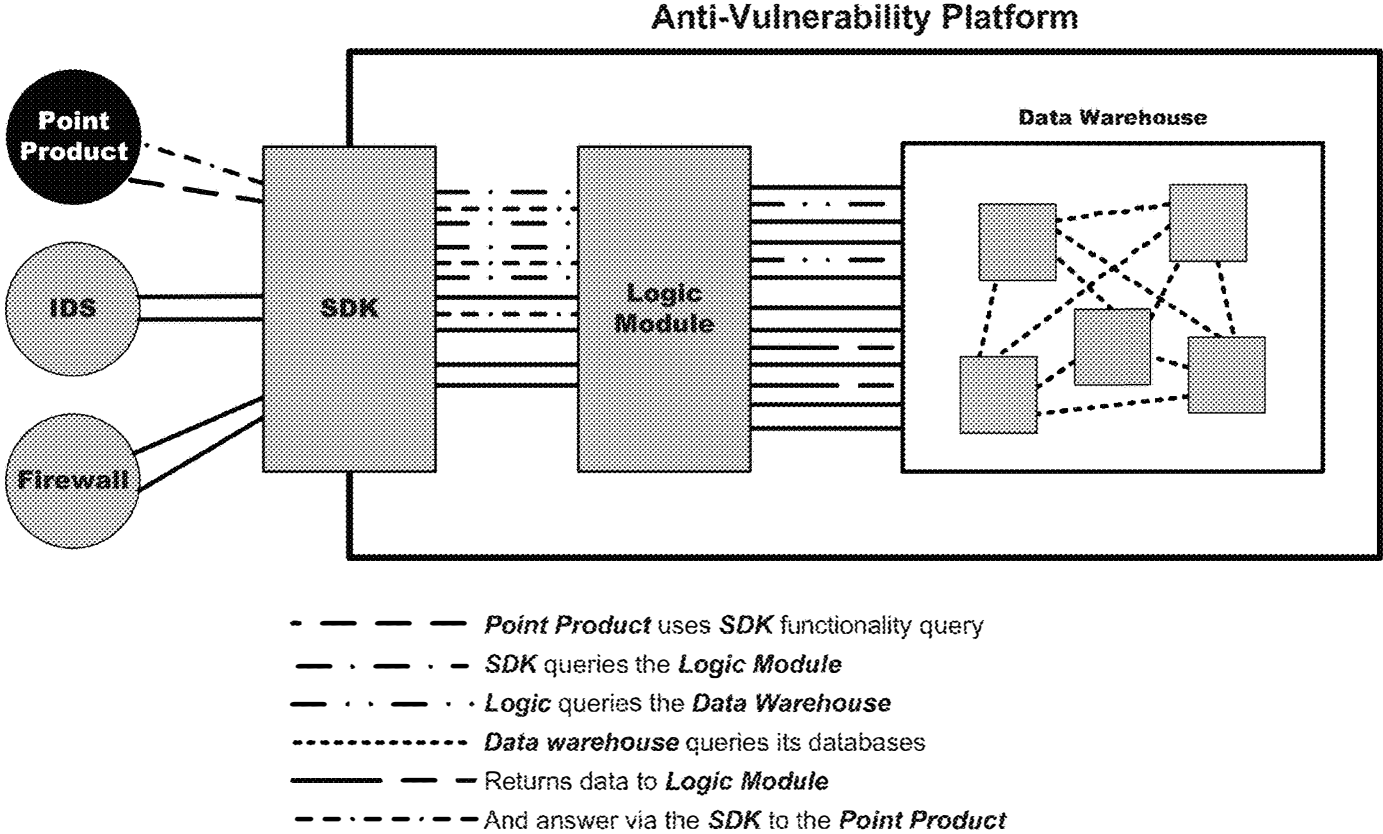 Anti-Vulnerability Platform
Data Warehouse
Point
Product
IDS
Firewall
SDK
Logic
Module
Point Product uses SDK functionality query
SDK queries the Logic Module
Logic queries the Data Warehouse
Data warehouse queries its databases
Returns data to Logic Module
And answer via the SDK to the Point Product